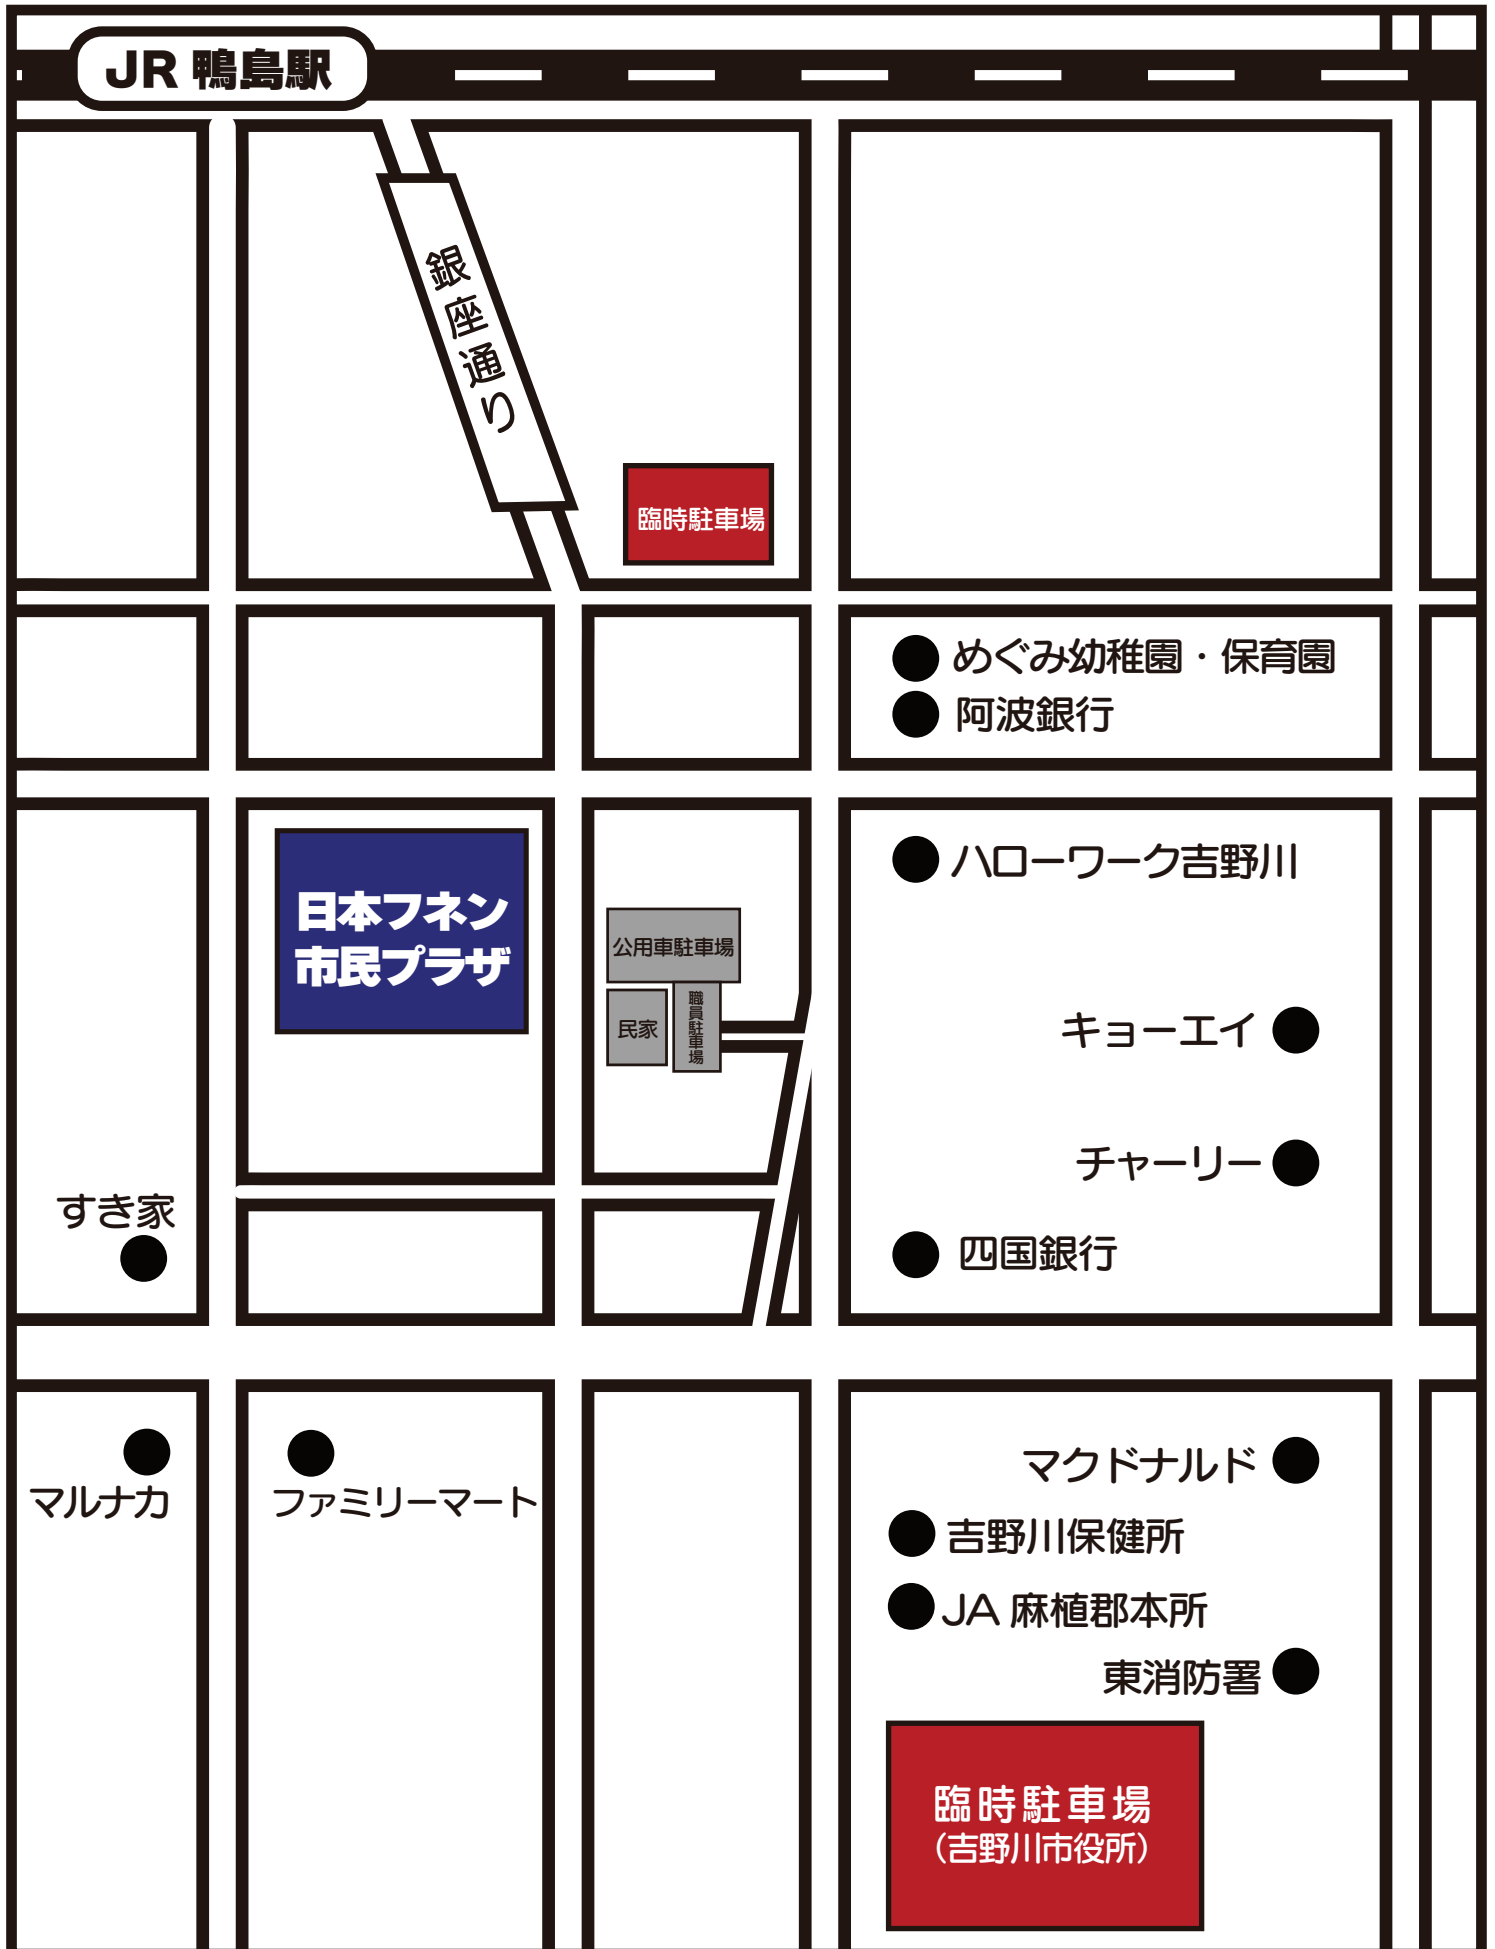 JR 鴨島駅
銀座通り
臨時駐車場
めぐみ幼稚園・保育園
阿波銀行
日本フネン
市民プラザ
ハローワーク吉野川
公用車駐車場
民家
職員駐車場
キョーエイ
チャーリー
すき家
四国銀行
マルナカ
ファミリーマート
マクドナルド
吉野川保健所
JA 麻植郡本所
東消防署
臨時駐車場
（吉野川市役所）